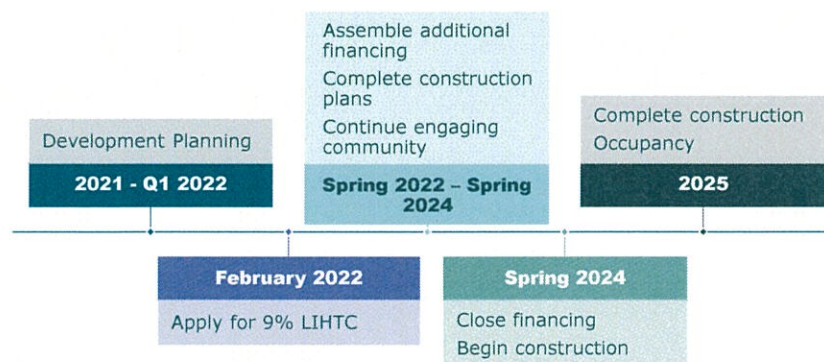 Development Planning
2021 - Q1 2022
February 2022
Apply for 9% LIHTC
Assemble additional
financing
Complete construction
plans
Continue engaging
community
Spring 2022 – Spring
2024
Spring 2024
Close financing
Begin construction
Complete construction
Occupancy
2025